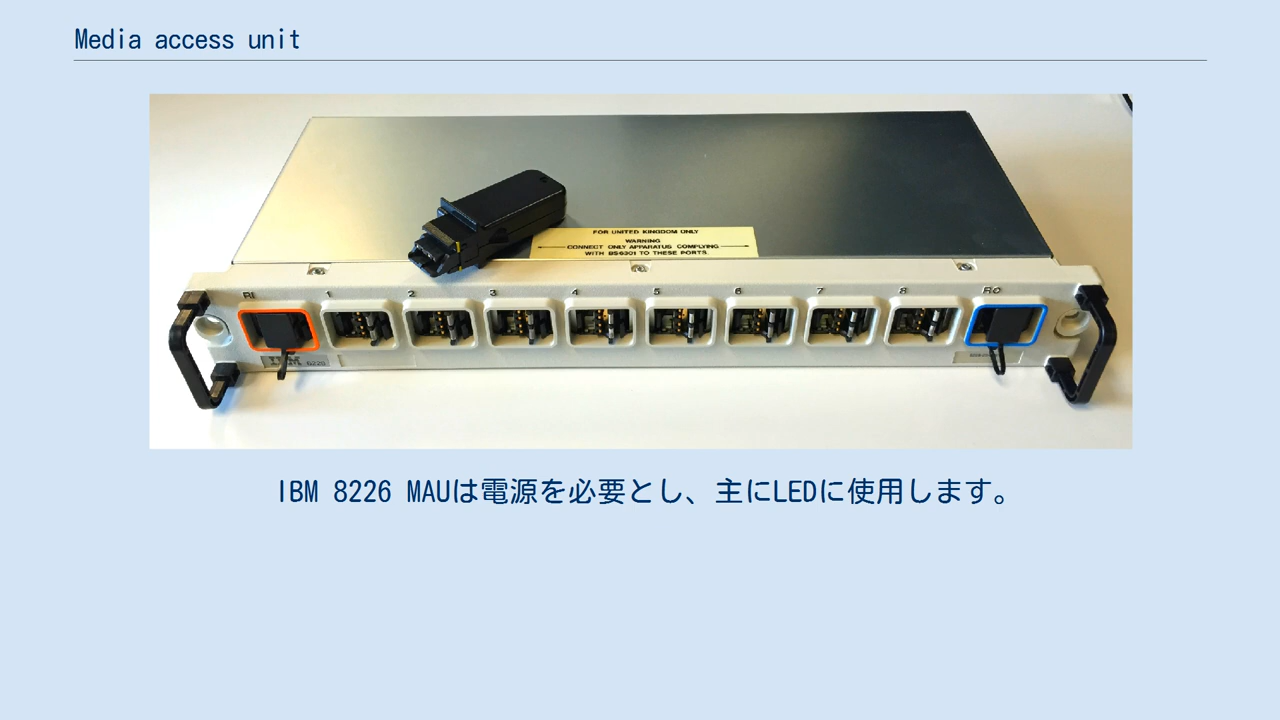 Media access unit
FOR UNITED KINGDOM ONLY
WARNING
CONNECT ONLY APPARATUS COMPLYING
WITH BS6301 TO THESE PORTS.
RI 1 2 3 4 5 6 7 8 RO
IBM 8228
IBM 8226 MAUは電源を必要とし、主にLEDに使用します。